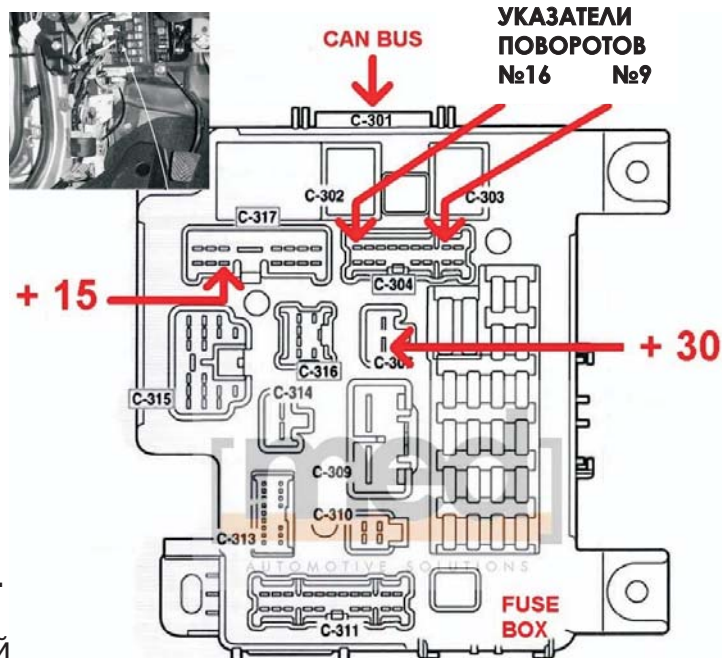 УКАЗАТЕЛИ
ПОВОРОТОВ
№16 №9
CAN BUS
C-301
C-302
C-303
C-317
C-304
+ 15
+ 30
C-316
C-315
C-314
C-309
C-310
C-313
med
AUTOMOTIVE SOLUTIONS
C-311
FUSE
BOX
й